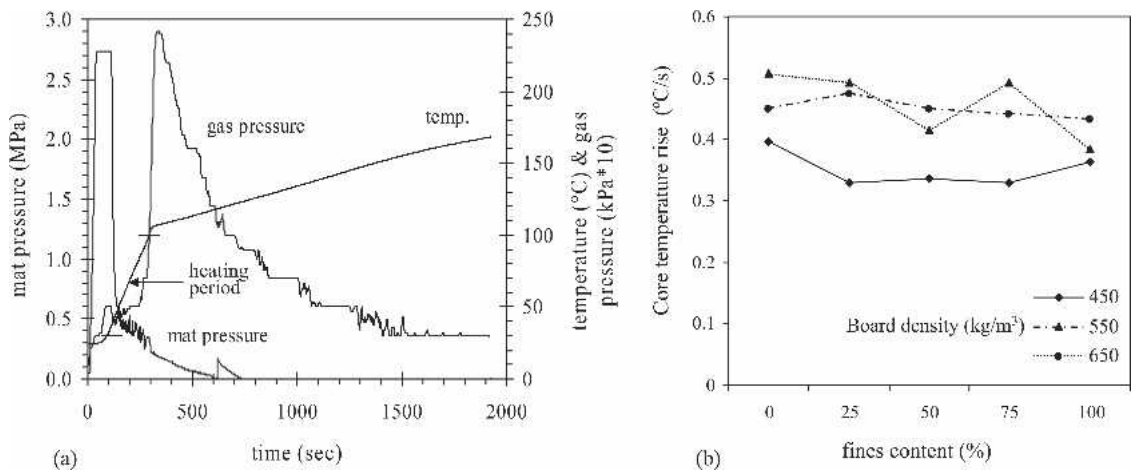 3.0
2.5
2.0
1.5
1.0
0.5
0.0
mat pressure (MPa)
0
500
1000
1500
2000
time (sec)
250
200
150
100
50
0
temperature (°C) & gas
pressure (kPa*10)
gas pressure
temp.
heating
period
mat pressure
(a)
0.6
0.5
0.4
0.3
0.2
0.1
0
Core temperature rise (°C/s)
0
25
50
75
100
fines content (%)
Board density (kg/m³)
450
550
650
(b)